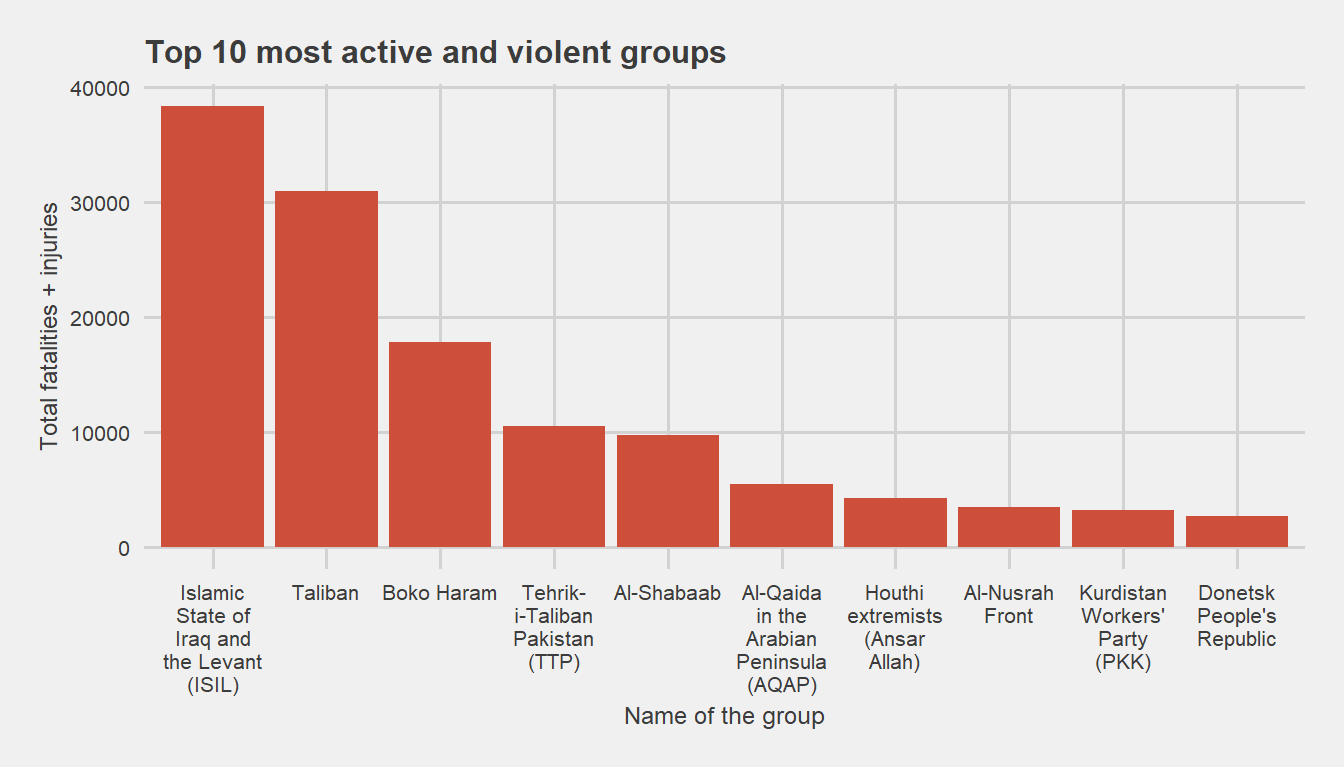 Top 10 most active and violent groups
40000
30000
20000
10000
0
Total fatalities + injuries
Islamic
State of
Iraq and
the Levant
(ISIL)
Taliban
Boko Haram
Tehrik-
i-Taliban
Pakistan
(TTP)
Al-Shabaab
Al-Qaida
in the
Arabian
Peninsula
(AQAP)
Houthi
extremists
(Ansar
Allah)
Al-Nusrah
Front
Kurdistan
Workers'
Party
(PKK)
Donetsk
People's
Republic
Name of the group